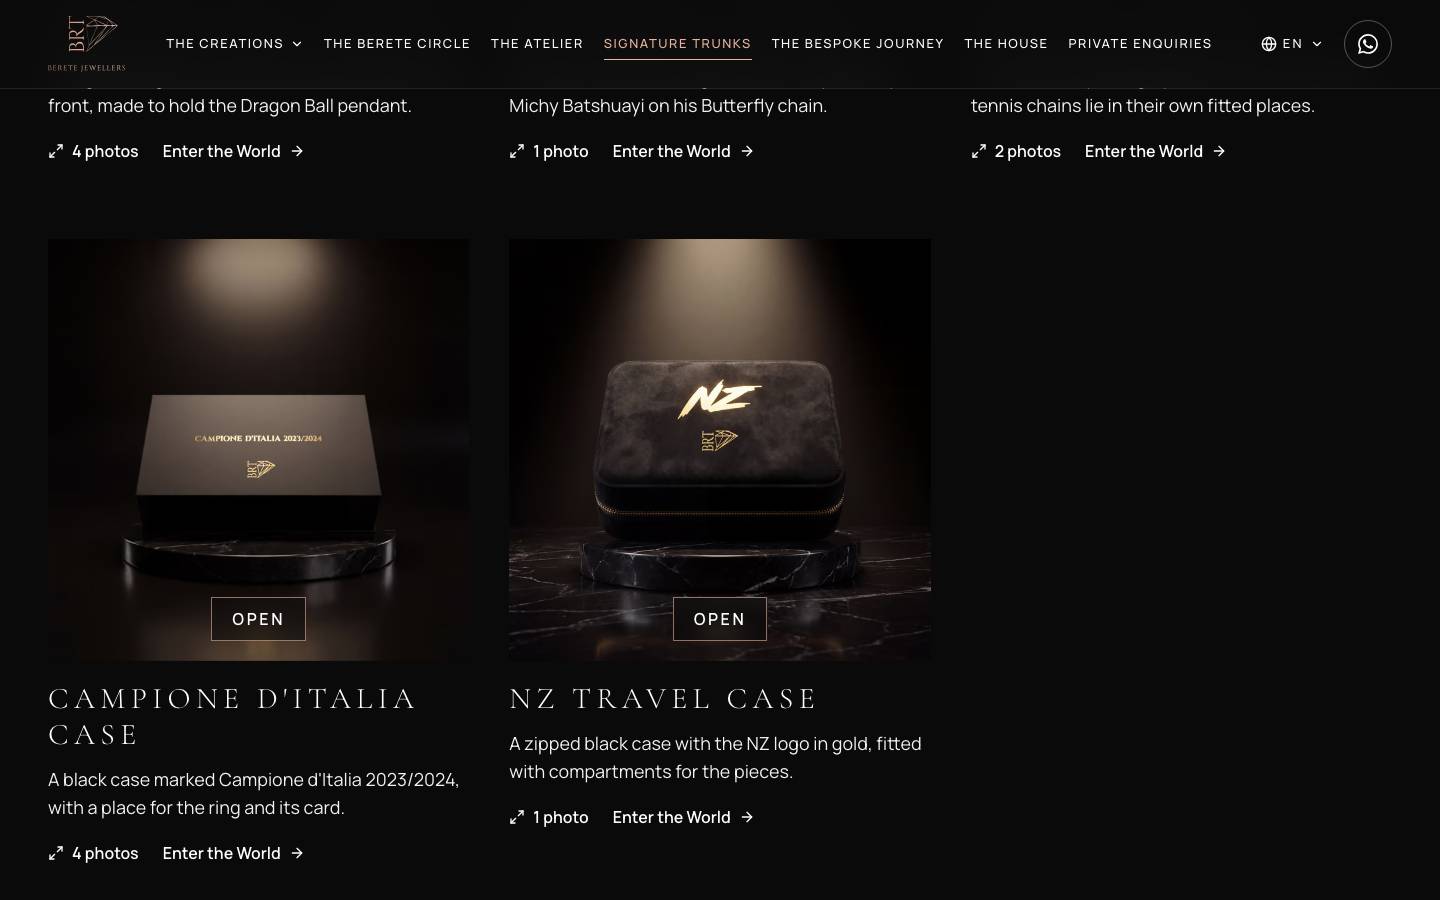 BRT
BERETE JEWELLERS
THE CREATIONS
THE BERETE CIRCLE
THE ATELIER
SIGNATURE TRUNKS
THE BESPOKE JOURNEY
THE HOUSE
PRIVATE ENQUIRIES
EN
front, made to hold the Dragon Ball pendant.
4 photos Enter the World →
Michy Batshuayi on his Butterfly chain.
1 photo Enter the World →
tennis chains lie in their own fitted places.
2 photos Enter the World →
CAMPIONE D'ITALIA 2023/2024
BRT
OPEN
CAMPIONE D'ITALIA
CASE
A black case marked Campione d'Italia 2023/2024,
with a place for the ring and its card.
4 photos Enter the World →
NZ
BRT
OPEN
NZ TRAVEL CASE
A zipped black case with the NZ logo in gold, fitted
with compartments for the pieces.
1 photo Enter the World →